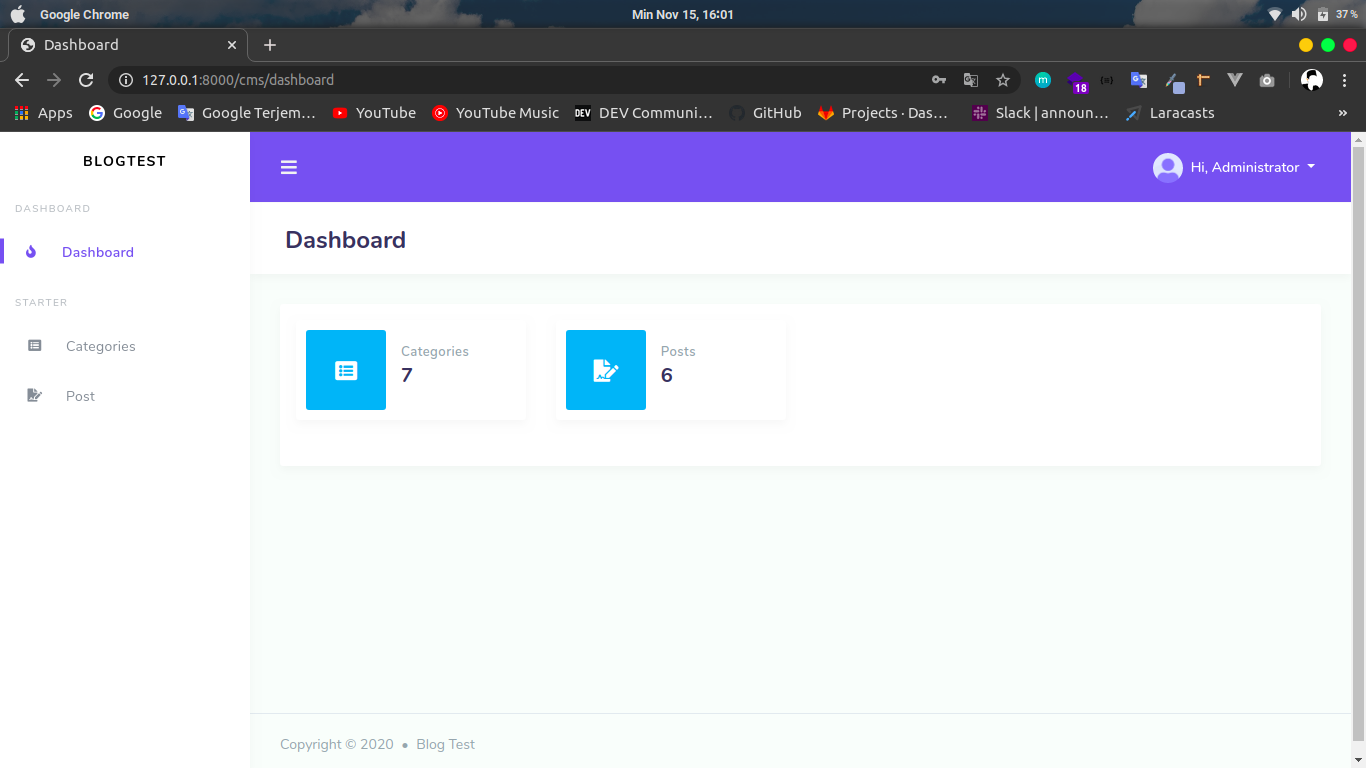 Google Chrome
Min Nov 15, 16:01
37 %
Dashboard
127.0.0.1:8000/cms/dashboard
18
Apps
Google
Google Terjem...
YouTube
YouTube Music
DEV
DEV Communi...
GitHub
Projects · Das...
Slack | announ...
Laracasts
»
BLOGTEST
Hi, Administrator
DASHBOARD
Dashboard
Dashboard
STARTER
Categories
Post
Categories
7
Posts
6
Copyright © 2020 • Blog Test